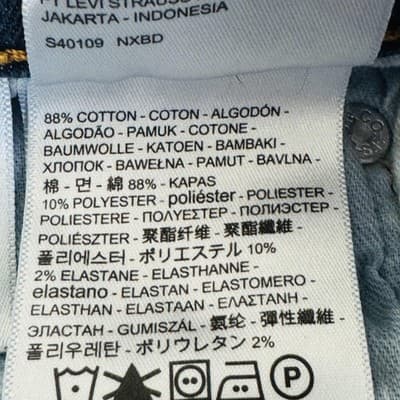 PT LEVI STRAUSS
JAKARTA - INDONESIA
S40109 NXBD
88% COTTON - COTON - ALGODÓN -
ALGODÃO - PAMUK - COTONE -
BAUMWOLLE - KATOEN - BAMBAKI -
ХЛОПОК - BAWEŁNA - PAMUT - BAVLNA -
棉 - 면 - 綿 88% - KAPAS
10% POLYESTER - poliéster - POLIESTER -
POLIESTERE - ΠΟΛΥΕΣΤΕΡ - ПОЛИЭСТЕР -
POLIÉSZTER - 聚酯纤维 - 聚酯纖維 -
폴리에스터 - ポリエステル 10%
2% ELASTANE - ELASTHANNE -
elastano - ELASTAN - ELASTOMERO -
ELASTHAN - ELASTAAN - ΕΛΑΣΤΑΝΗ -
ЭЛАСТАН - GUMISZÁL - 氨纶 - 彈性纖維 -
폴리우레탄 - ポリウレタン 2%
P